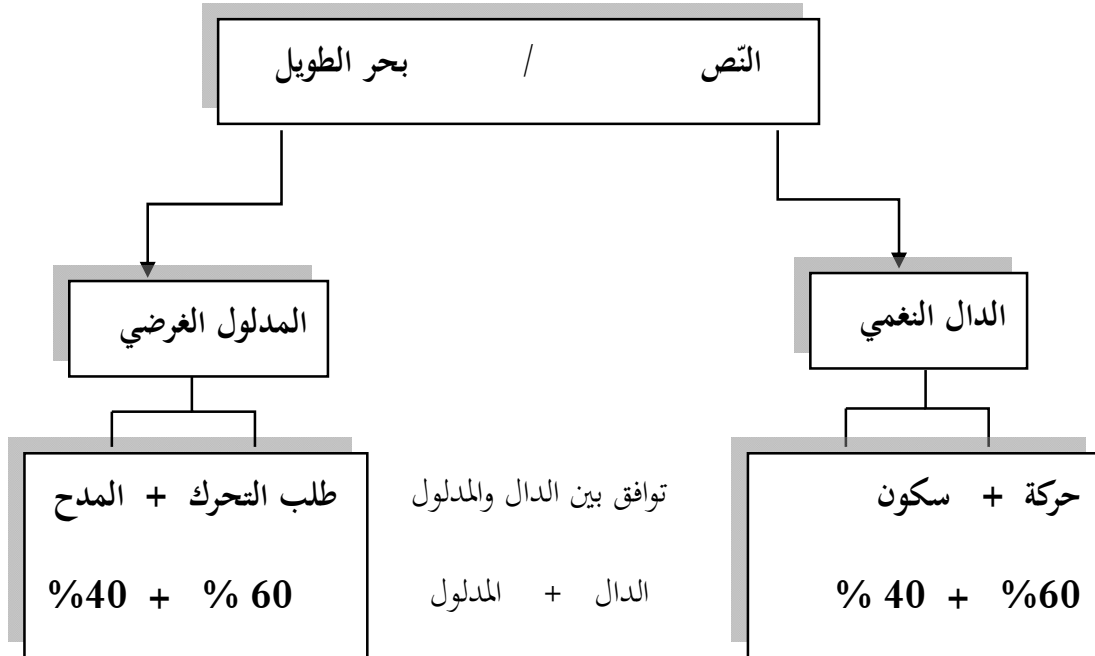 النّص / بحر الطويل
الدال النغمي
المدلول الغرضي
حركة + سكون
%60 + 40 %
توافق بين الدال والمدلول
الدال + المدلول
طلب التحرك + المدح
60 % + 40%